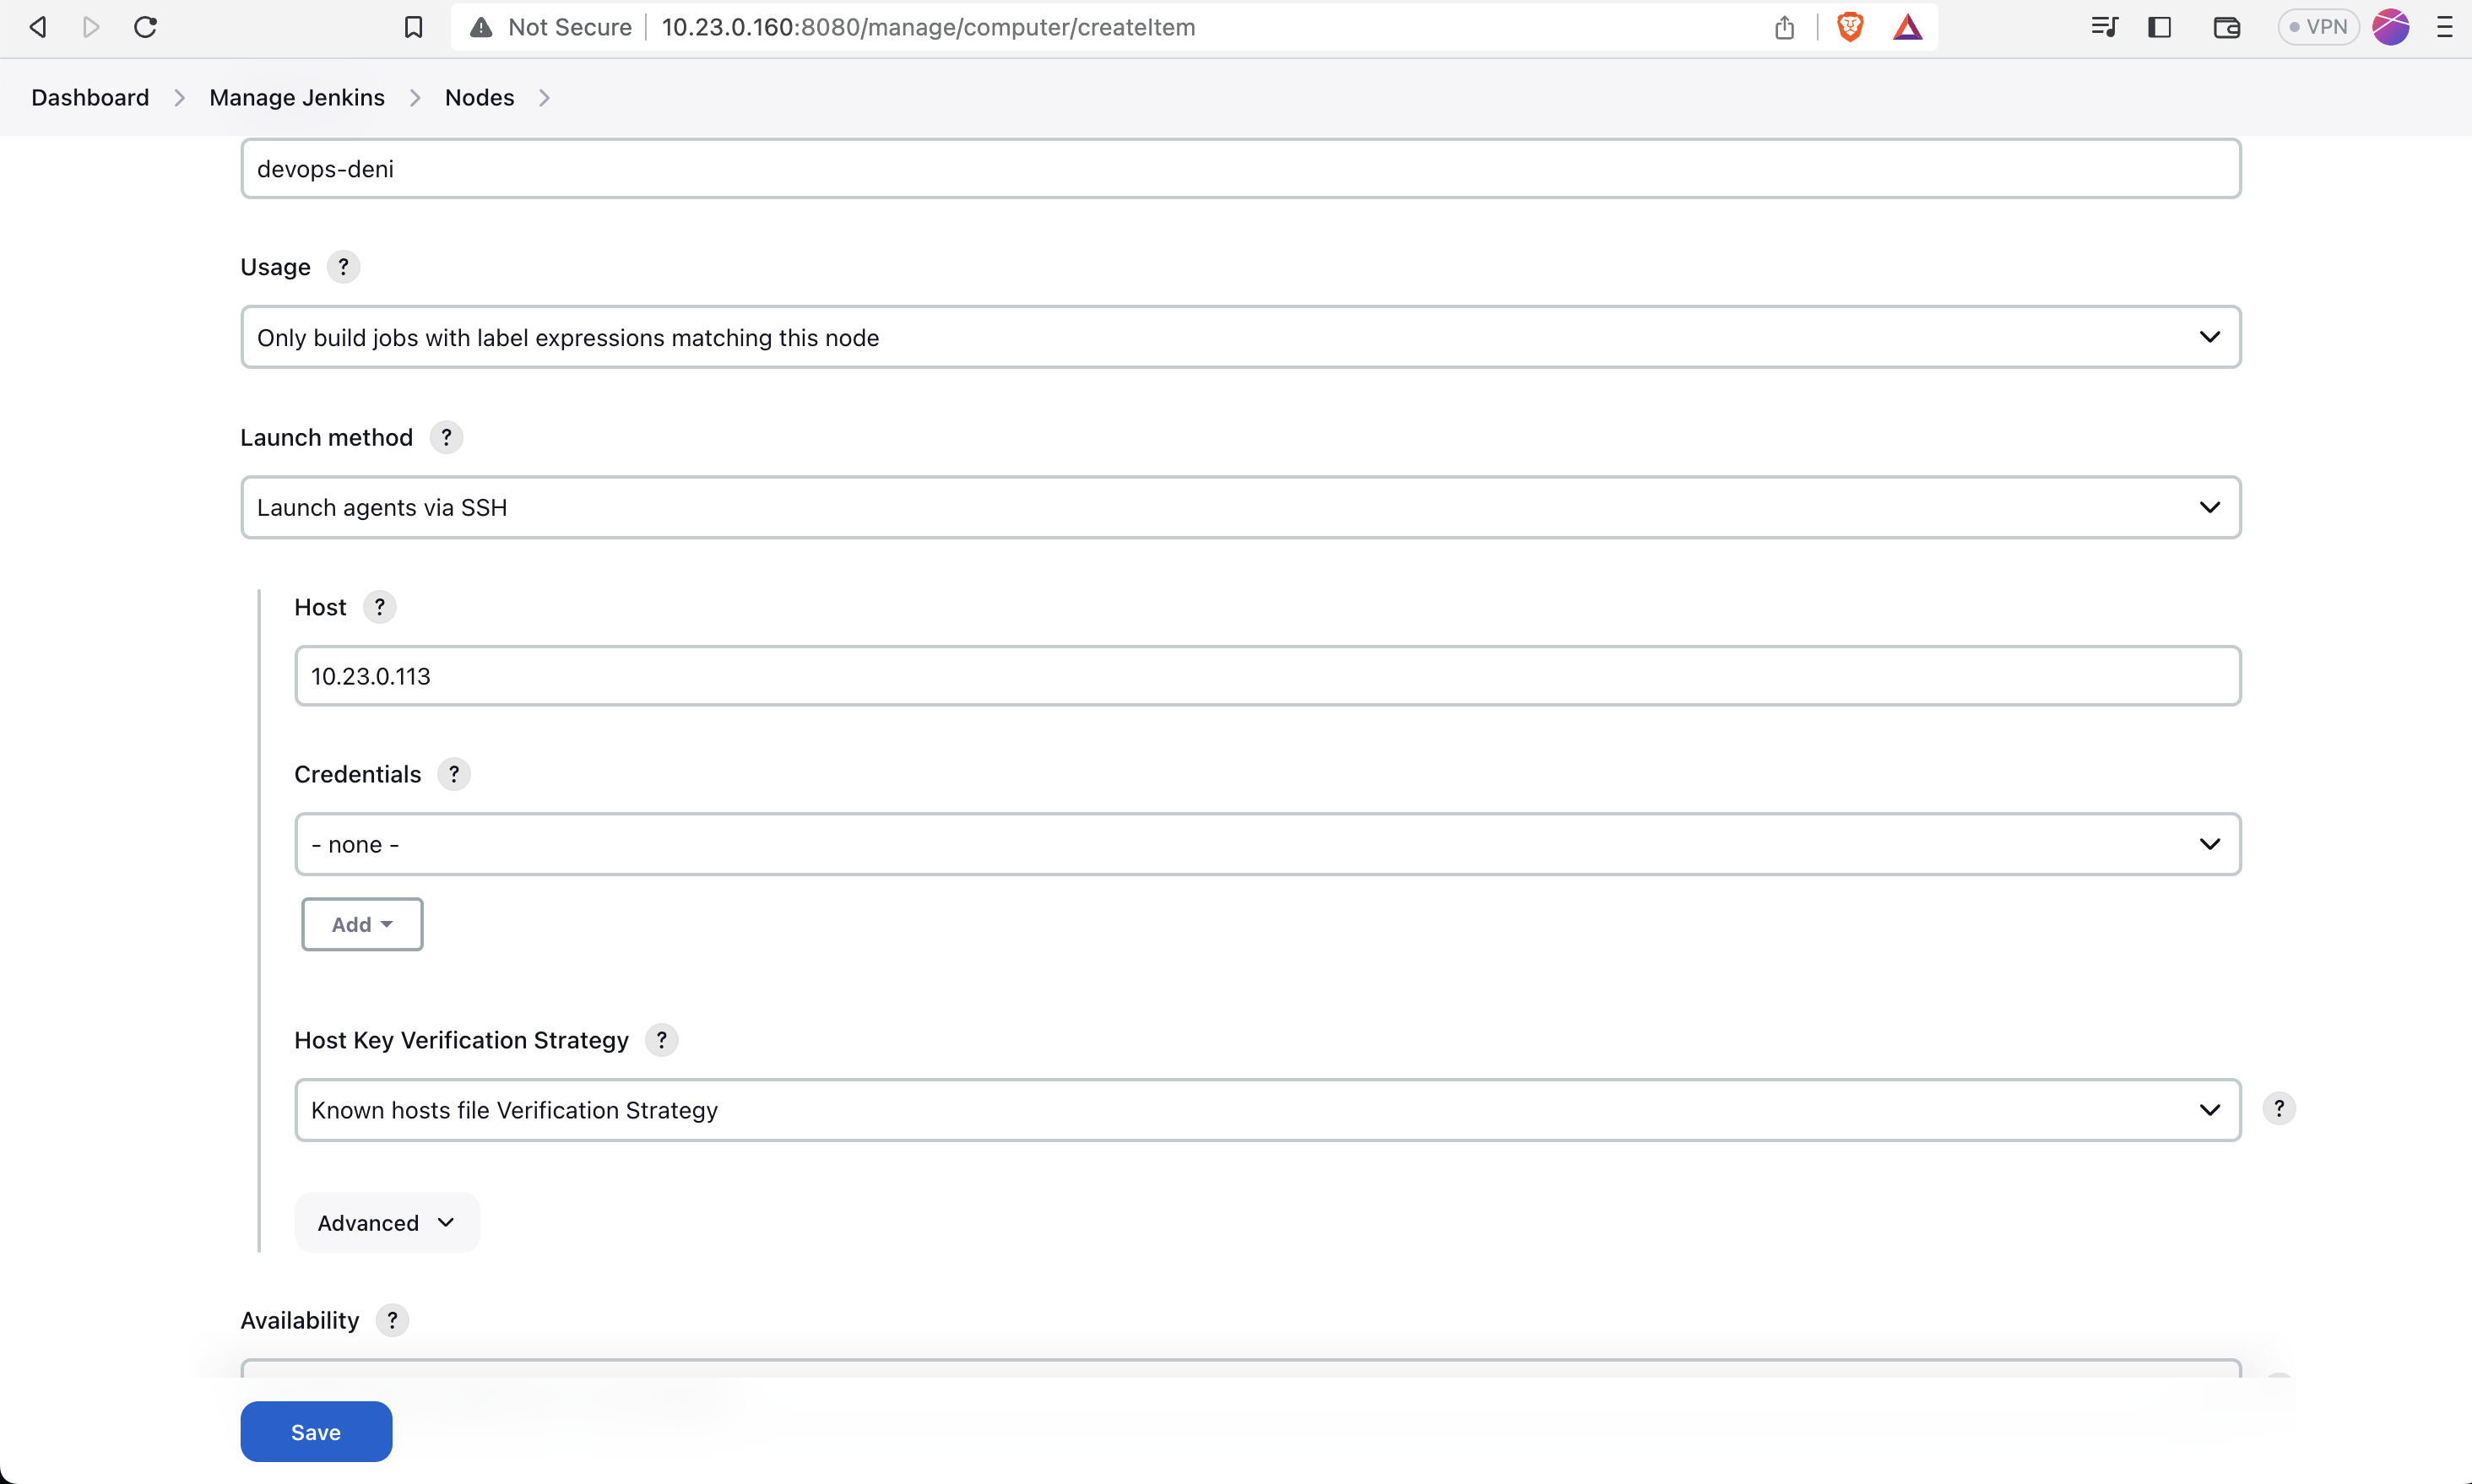 Not Secure 10.23.0.160:8080/manage/computer/createItem VPN
Dashboard Manage Jenkins Nodes
devops-deni
Usage ?
Only build jobs with label expressions matching this node
Launch method ?
Launch agents via SSH
Host ?
10.23.0.113
Credentials ?
- none -
Add
Host Key Verification Strategy ?
Known hosts file Verification Strategy ?
Advanced
Availability ?
Save